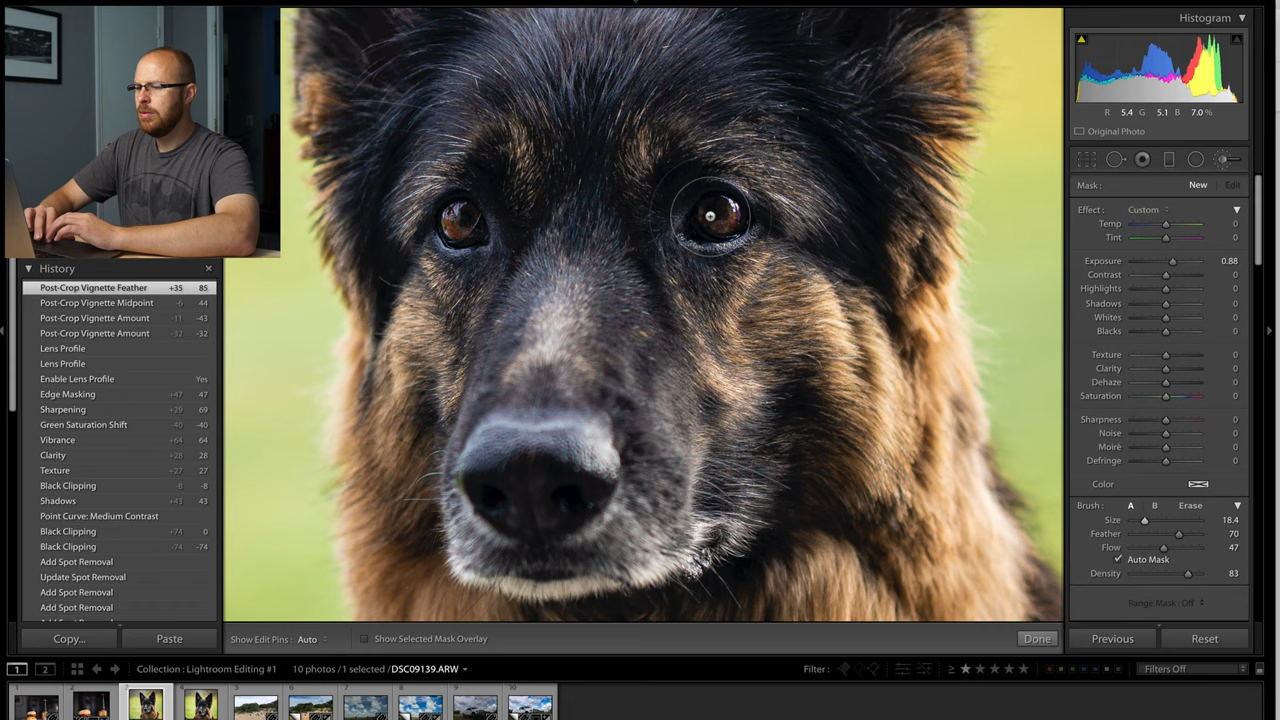 Histogram
R 5.4 G 5.1 B 7.0 %
Original Photo
Mask : New Edit
Effect : Custom
Temp 0
Tint 0
Exposure 0.88
Contrast 0
Highlights 0
Shadows 0
Whites 0
Blacks 0
Texture 0
Clarity 0
Dehaze 0
Saturation 0
Sharpness 0
Noise 0
Moiré 0
Defringe 0
Color
Brush : A B Erase
Size 18.4
Feather 70
Flow 47
Auto Mask
Density 83
Range Mask : Off
Previous Reset
History
Post-Crop Vignette Feather +35 85
Post-Crop Vignette Midpoint -6 44
Post-Crop Vignette Amount -11 -43
Post-Crop Vignette Amount -32 -32
Lens Profile
Lens Profile
Enable Lens Profile Yes
Edge Masking +47 47
Sharpening +29 69
Green Saturation Shift -40 -40
Vibrance +64 64
Clarity +28 28
Texture +27 27
Black Clipping -8 -8
Shadows +43 43
Point Curve: Medium Contrast
Black Clipping +74 0
Black Clipping -74 -74
Add Spot Removal
Update Spot Removal
Add Spot Removal
Add Spot Removal
Copy... Paste
Show Edit Pins : Auto Show Selected Mask Overlay Done
1 2 Collection : Lightroom Editing #1 10 photos / 1 selected / DSC09139.ARW Filter : Filters Off